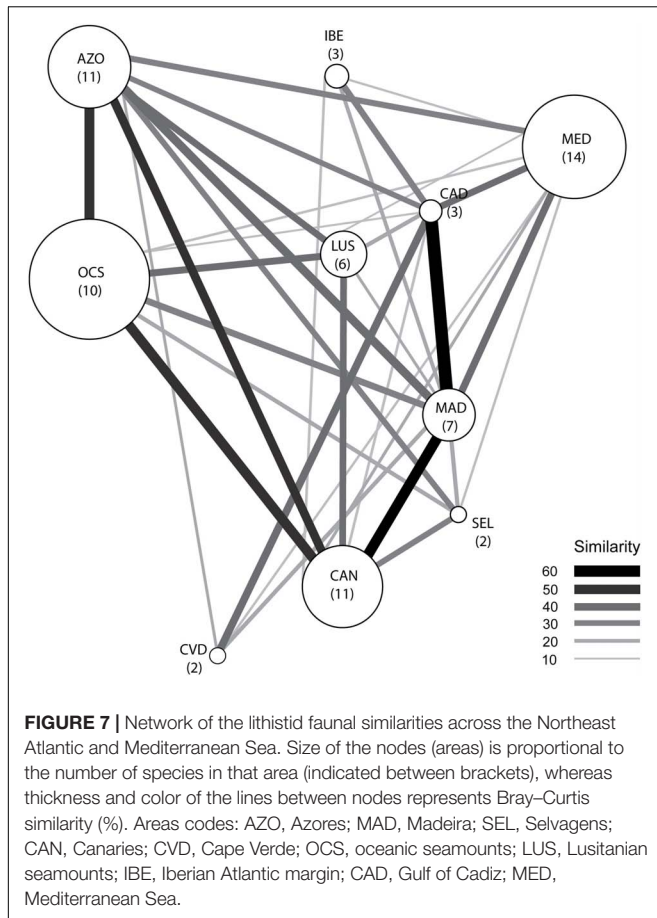 IBE
(3)
AZO
(11)
MED
(14)
CAD
(3)
LUS
(6)
OCS
(10)
MAD
(7)
SEL
(2)
CAN
(11)
CVD
(2)
Similarity
60
50
40
30
20
10
FIGURE 7 | Network of the lithistid faunal similarities across the Northeast
Atlantic and Mediterranean Sea. Size of the nodes (areas) is proportional to
the number of species in that area (indicated between brackets), whereas
thickness and color of the lines between nodes represents Bray–Curtis
similarity (%). Areas codes: AZO, Azores; MAD, Madeira; SEL, Selvagens;
CAN, Canaries; CVD, Cape Verde; OCS, oceanic seamounts; LUS, Lusitanian
seamounts; IBE, Iberian Atlantic margin; CAD, Gulf of Cadiz; MED,
Mediterranean Sea.